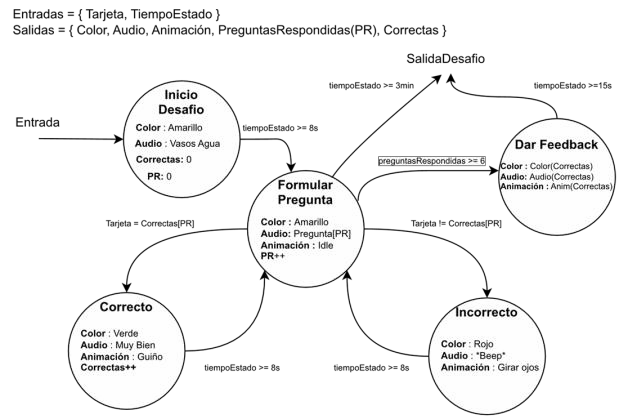 Entradas = { Tarjeta, TiempoEstado }
Salidas = { Color, Audio, Animación, PreguntasRespondidas(PR), Correctas }
SalidaDesafio
tiempoEstado >= 3min
tiempoEstado >=15s
Inicio
Desafio
Color : Amarillo
Audio : Vasos Agua
Correctas: 0
PR: 0
Entrada
tiempoEstado >= 8s
Dar Feedback
Color : Color(Correctas)
Audio: Audio(Correctas)
Animación : Anim(Correctas)
preguntasRespondidas >= 6
Formular
Pregunta
Color : Amarillo
Audio: Pregunta[PR]
Animación : Idle
PR++
Tarjeta = Correctas[PR]
Tarjeta != Correctas[PR]
Correcto
Color : Verde
Audio : Muy Bien
Animación : Guiño
Correctas++
tiempoEstado >= 8s
tiempoEstado >= 8s
Incorrecto
Color : Rojo
Audio : *Beep*
Animación : Girar ojos